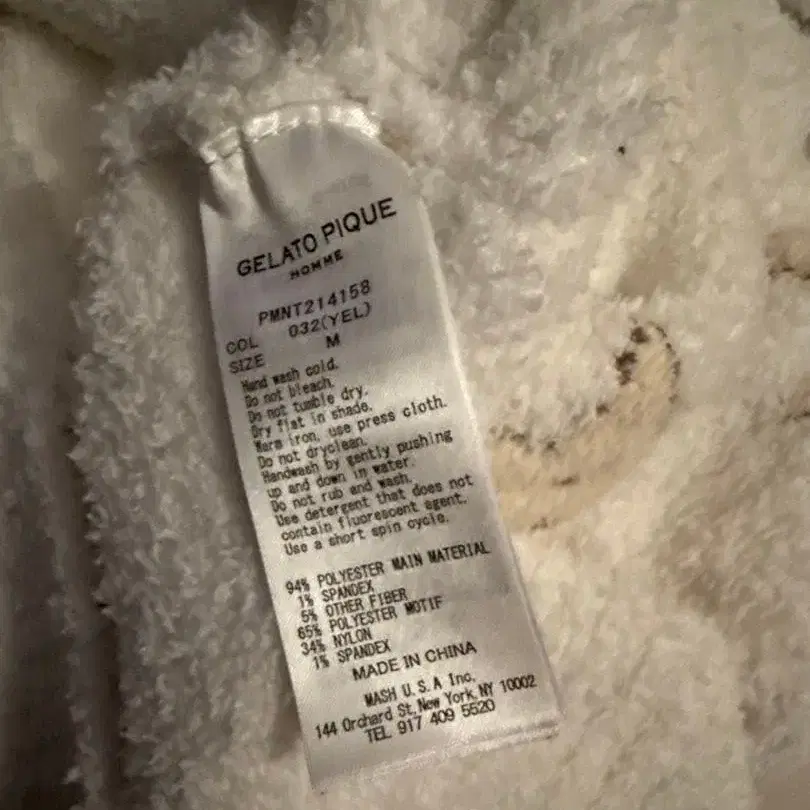 GELATO PIQUE
HOMME
PMNT214158
COL 032(YEL)
SIZE M
Hand wash cold.
Do not bleach.
Do not tumble dry.
Dry flat in shade.
Warm iron, use press cloth.
Do not dryclean.
Handwash by gently pushing
up and down in water.
Do not rub and wash.
Use detergent that does not
contain fluorescent agent.
Use a short spin cycle.
94% POLYESTER MAIN MATERIAL
1% SPANDEX
5% OTHER FIBER
65% POLYESTER MOTIF
34% NYLON
1% SPANDEX
MADE IN CHINA
MASH U.S.A Inc.
144 Orchard St, New York, NY 10002
TEL 917 409 5520